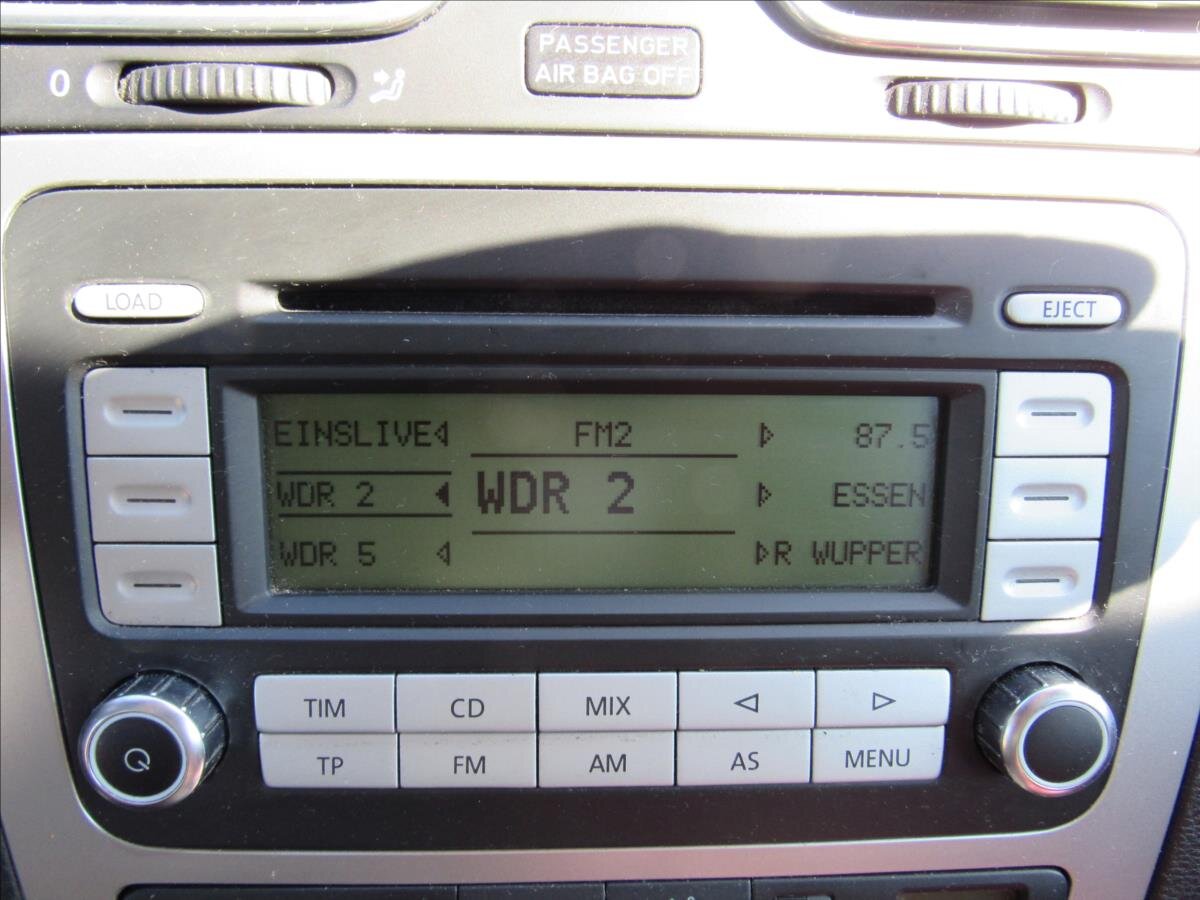 0
PASSENGER
AIR BAG OFF
LOAD
EJECT
EINSLIVE FM2 87.5
WDR 2 WDR 2 ESSEN
WDR 5 R WUPPER
TIM CD MIX
TP FM AM AS MENU